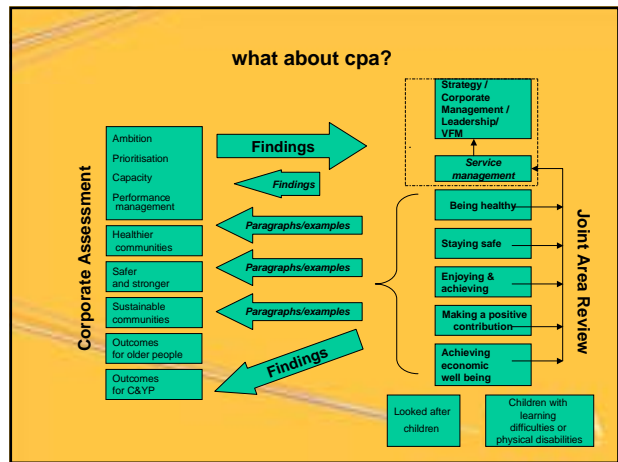 what about cpa?
Corporate Assessment
Ambition
Prioritisation
Capacity
Performance
management
Healthier
communities
Safer
and stronger
Sustainable
communities
Outcomes
for older people
Outcomes
for C&YP
Findings
Findings
Paragraphs/examples
Paragraphs/examples
Paragraphs/examples
Findings
Strategy /
Corporate
Management /
Leadership/
VFM
Service
management
Being healthy
Staying safe
Enjoying &
achieving
Making a positive
contribution
Achieving
economic
well being
Joint Area Review
Looked after
children
Children with
learning
difficulties or
physical disabilities